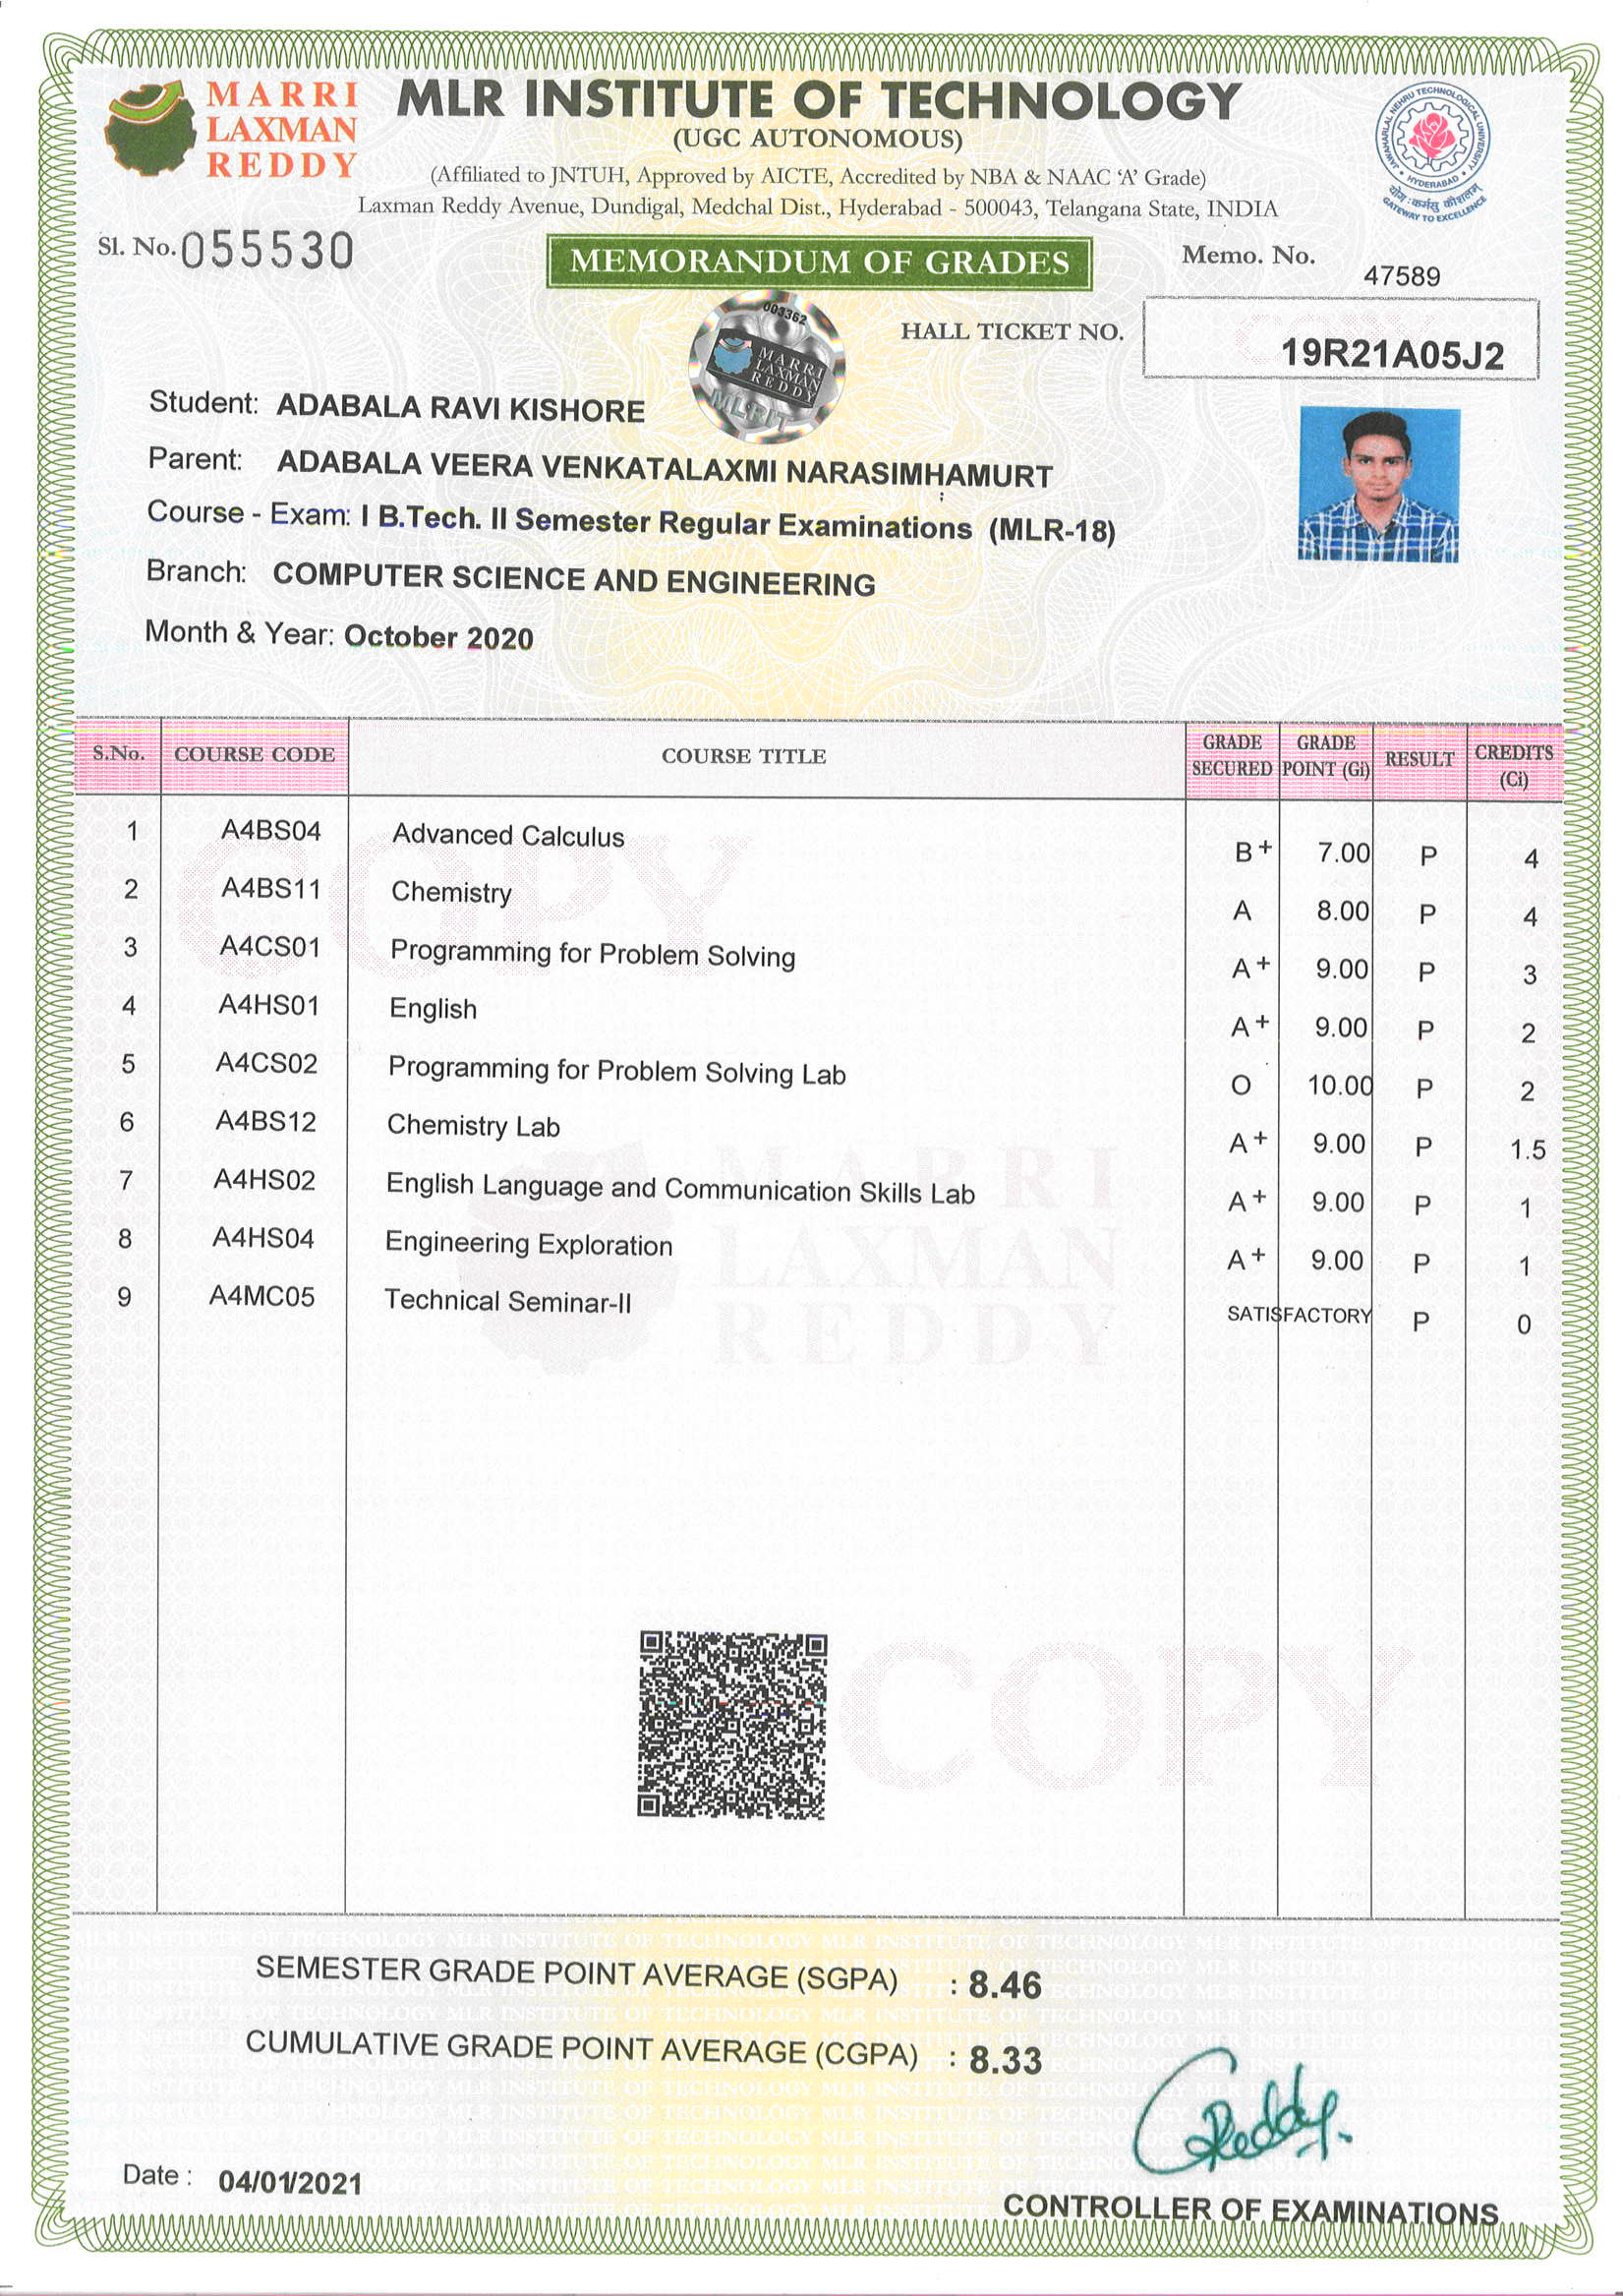 MARRI
LAXMAN
REDDY
MLR INSTITUTE OF TECHNOLOGY
(UGC AUTONOMOUS)
(Affiliated to JNTUH, Approved by AICTE, Accredited by NBA & NAAC 'A' Grade)
Laxman Reddy Avenue, Dundigal, Medchal Dist., Hyderabad - 500043, Telangana State, INDIA
JAWAHARLAL NEHRU TECHNOLOGICAL UNIVERSITY
HYDERABAD
योगः कर्मसु कौशलम्
GATEWAY TO EXCELLENCE
Sl. No. 055530
MEMORANDUM OF GRADES
Memo. No. 47589
003362
MARRI
LAXMAN
REDDY
MLRIT
HALL TICKET NO. 19R21A05J2
Student: ADABALA RAVI KISHORE
Parent: ADABALA VEERA VENKATALAXMI NARASIMHAMURT
Course - Exam: I B.Tech. II Semester Regular Examinations (MLR-18)
Branch: COMPUTER SCIENCE AND ENGINEERING
Month & Year: October 2020
S.No. COURSE CODE COURSE TITLE GRADE SECURED GRADE POINT (Gi) RESULT CREDITS (Ci)
1 A4BS04 Advanced Calculus B+ 7.00 P 4
2 A4BS11 Chemistry A 8.00 P 4
3 A4CS01 Programming for Problem Solving A+ 9.00 P 3
4 A4HS01 English A+ 9.00 P 2
5 A4CS02 Programming for Problem Solving Lab O 10.00 P 2
6 A4BS12 Chemistry Lab A+ 9.00 P 1.5
7 A4HS02 English Language and Communication Skills Lab A+ 9.00 P 1
8 A4HS04 Engineering Exploration A+ 9.00 P 1
9 A4MC05 Technical Seminar-II SATISFACTORY P 0
COPY
MARRI
LAXMAN
REDDY
COPY
SEMESTER GRADE POINT AVERAGE (SGPA) : 8.46
CUMULATIVE GRADE POINT AVERAGE (CGPA) : 8.33
Reddy.
Date : 04/01/2021
CONTROLLER OF EXAMINATIONS